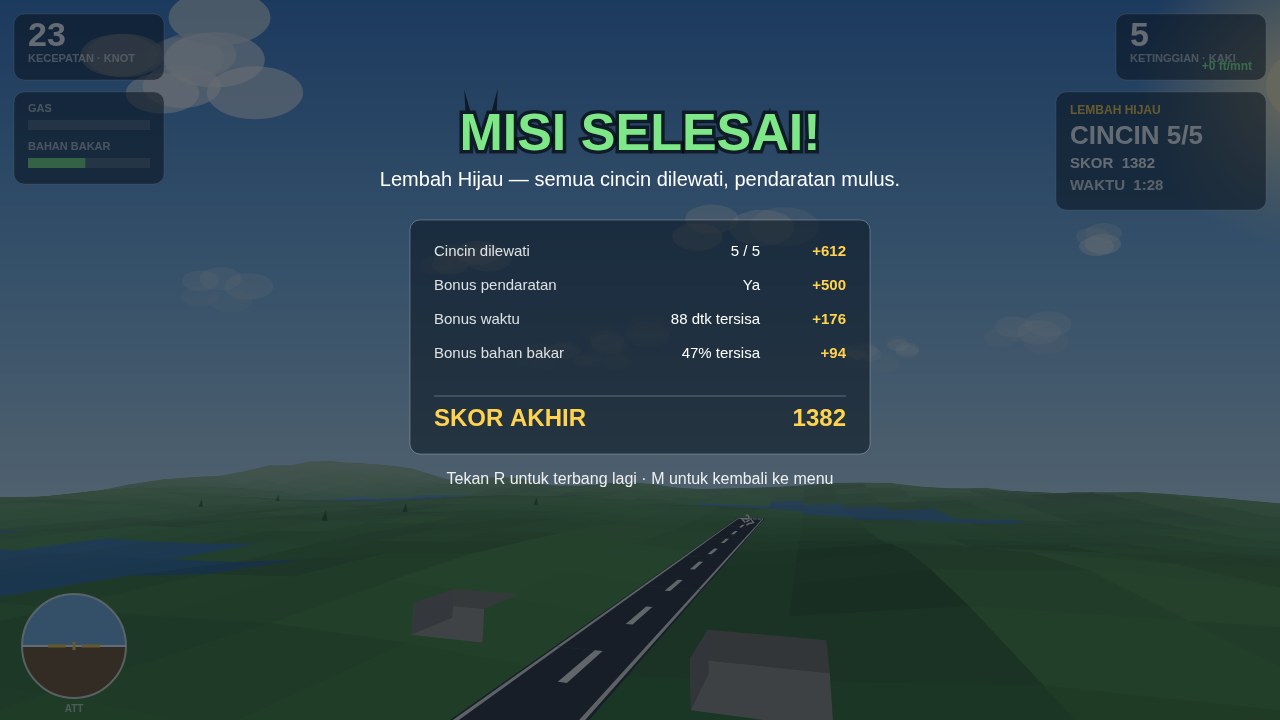 23
KECEPATAN · KNOT
GAS
BAHAN BAKAR
5
KETINGGIAN · KAKI
+0 ft/mnt
LEMBAH HIJAU
CINCIN 5/5
SKOR 1382
WAKTU 1:28
MISI SELESAI!
Lembah Hijau — semua cincin dilewati, pendaratan mulus.
Cincin dilewati 5 / 5 +612
Bonus pendaratan Ya +500
Bonus waktu 88 dtk tersisa +176
Bonus bahan bakar 47% tersisa +94
SKOR AKHIR 1382
Tekan R untuk terbang lagi · M untuk kembali ke menu
27
ATT